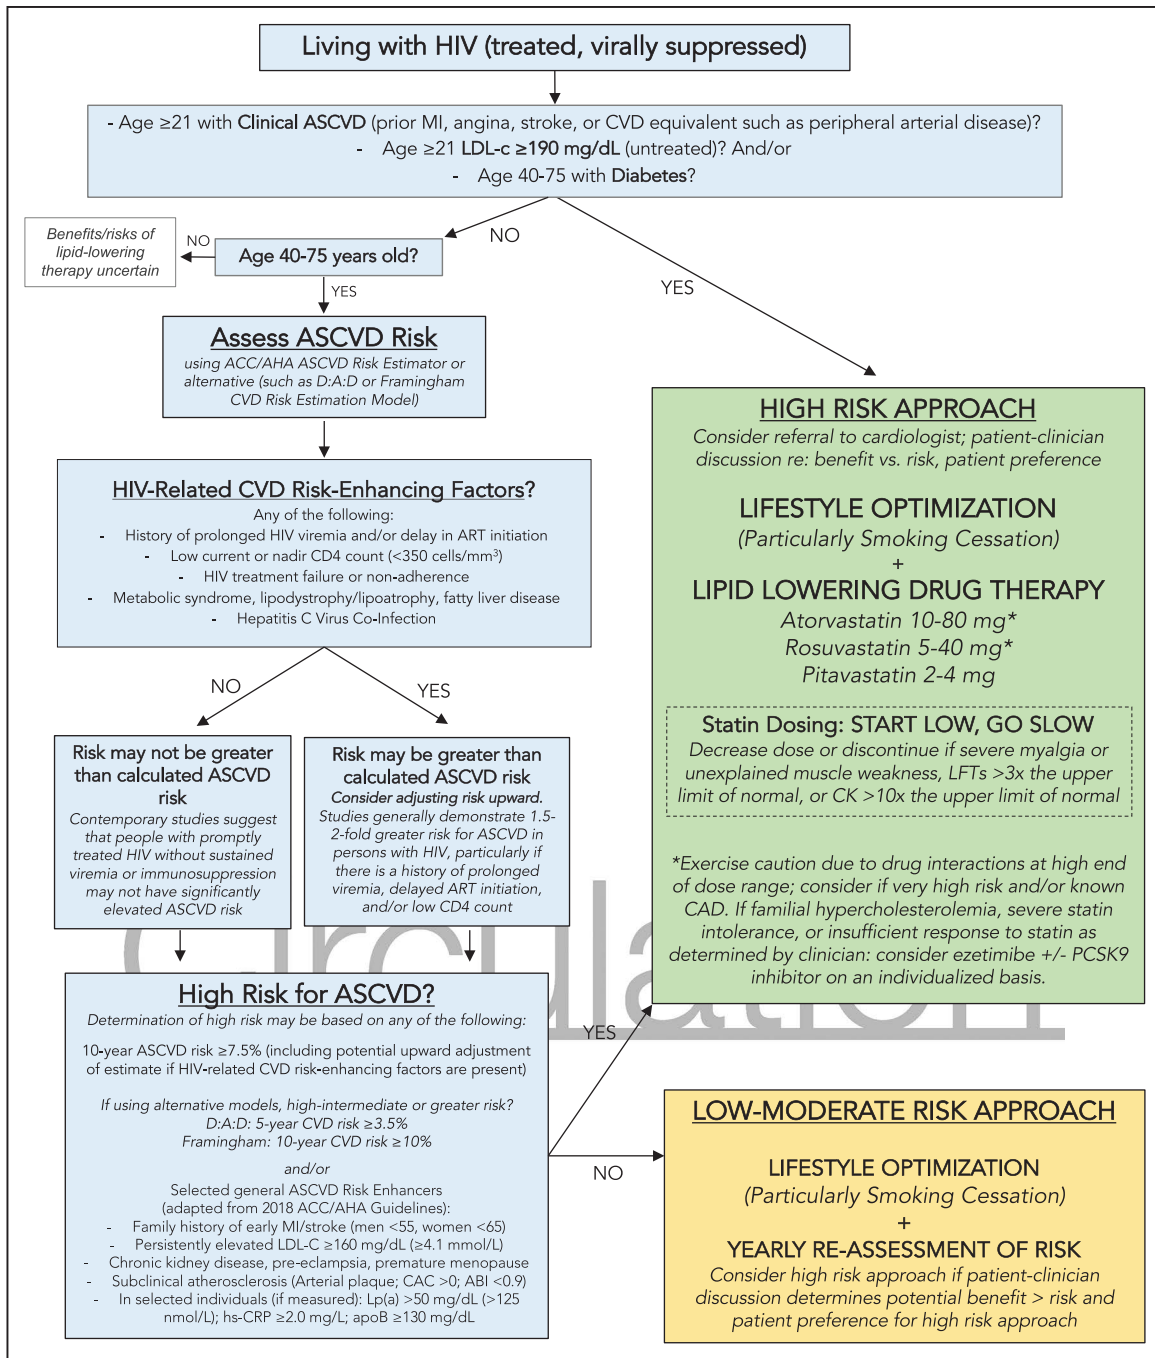 Living with HIV (treated, virally suppressed)
- Age ≥21 with Clinical ASCVD (prior MI, angina, stroke, or CVD equivalent such as peripheral arterial disease)?
- Age ≥21 LDL-c ≥190 mg/dL (untreated)? And/or
- Age 40-75 with Diabetes?
NO
YES
Benefits/risks of
lipid-lowering
therapy uncertain
NO
Age 40-75 years old?
YES
Assess ASCVD Risk
using ACC/AHA ASCVD Risk Estimator or
alternative (such as D:A:D or Framingham
CVD Risk Estimation Model)
HIV-Related CVD Risk-Enhancing Factors?
Any of the following:
- History of prolonged HIV viremia and/or delay in ART initiation
- Low current or nadir CD4 count (<350 cells/mm³)
- HIV treatment failure or non-adherence
- Metabolic syndrome, lipodystrophy/lipoatrophy, fatty liver disease
- Hepatitis C Virus Co-Infection
NO
YES
Risk may not be greater
than calculated ASCVD
risk
Contemporary studies suggest
that people with promptly
treated HIV without sustained
viremia or immunosuppression
may not have significantly
elevated ASCVD risk
Risk may be greater than
calculated ASCVD risk
Consider adjusting risk upward.
Studies generally demonstrate 1.5-
2-fold greater risk for ASCVD in
persons with HIV, particularly if
there is a history of prolonged
viremia, delayed ART initiation,
and/or low CD4 count
High Risk for ASCVD?
Determination of high risk may be based on any of the following:
10-year ASCVD risk ≥7.5% (including potential upward adjustment
of estimate if HIV-related CVD risk-enhancing factors are present)
If using alternative models, high-intermediate or greater risk?
D:A:D: 5-year CVD risk ≥3.5%
Framingham: 10-year CVD risk ≥10%
and/or
Selected general ASCVD Risk Enhancers
(adapted from 2018 ACC/AHA Guidelines):
- Family history of early MI/stroke (men <55, women <65)
- Persistently elevated LDL-C ≥160 mg/dL (≥4.1 mmol/L)
- Chronic kidney disease, pre-eclampsia, premature menopause
- Subclinical atherosclerosis (Arterial plaque; CAC >0; ABI <0.9)
- In selected individuals (if measured): Lp(a) >50 mg/dL (>125
nmol/L); hs-CRP ≥2.0 mg/L; apoB ≥130 mg/dL
YES
NO
HIGH RISK APPROACH
Consider referral to cardiologist; patient-clinician
discussion re: benefit vs. risk, patient preference
LIFESTYLE OPTIMIZATION
(Particularly Smoking Cessation)
+
LIPID LOWERING DRUG THERAPY
Atorvastatin 10-80 mg*
Rosuvastatin 5-40 mg*
Pitavastatin 2-4 mg
Statin Dosing: START LOW, GO SLOW
Decrease dose or discontinue if severe myalgia or
unexplained muscle weakness, LFTs >3x the upper
limit of normal, or CK >10x the upper limit of normal
*Exercise caution due to drug interactions at high end
of dose range; consider if very high risk and/or known
CAD. If familial hypercholesterolemia, severe statin
intolerance, or insufficient response to statin as
determined by clinician: consider ezetimibe +/- PCSK9
inhibitor on an individualized basis.
LOW-MODERATE RISK APPROACH
LIFESTYLE OPTIMIZATION
(Particularly Smoking Cessation)
+
YEARLY RE-ASSESSMENT OF RISK
Consider high risk approach if patient-clinician
discussion determines potential benefit > risk and
patient preference for high risk approach
Circulation